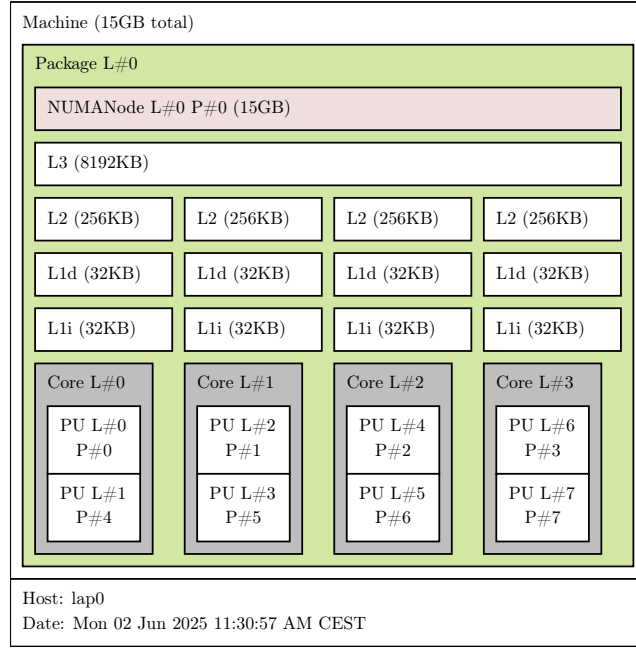 Machine (15GB total)
Package L#0
NUMANode L#0 P#0 (15GB)
L3 (8192KB)
L2 (256KB) L2 (256KB) L2 (256KB) L2 (256KB)
L1d (32KB) L1d (32KB) L1d (32KB) L1d (32KB)
L1i (32KB) L1i (32KB) L1i (32KB) L1i (32KB)
Core L#0 Core L#1 Core L#2 Core L#3
PU L#0 PU L#2 PU L#4 PU L#6
P#0 P#1 P#2 P#3
PU L#1 PU L#3 PU L#5 PU L#7
P#4 P#5 P#6 P#7
Host: lap0
Date: Mon 02 Jun 2025 11:30:57 AM CEST